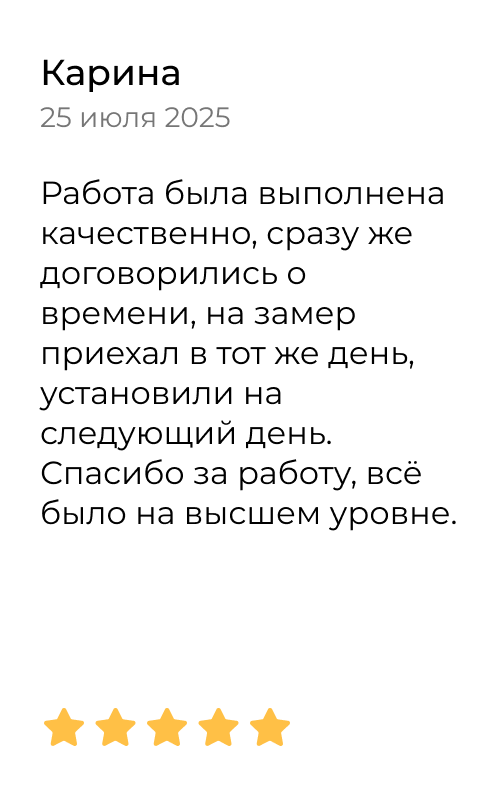 Карина
25 июля 2025
Работа была выполнена
качественно, сразу же
договорились о
времени, на замер
приехал в тот же день,
установили на
следующий день.
Спасибо за работу, всё
было на высшем уровне.